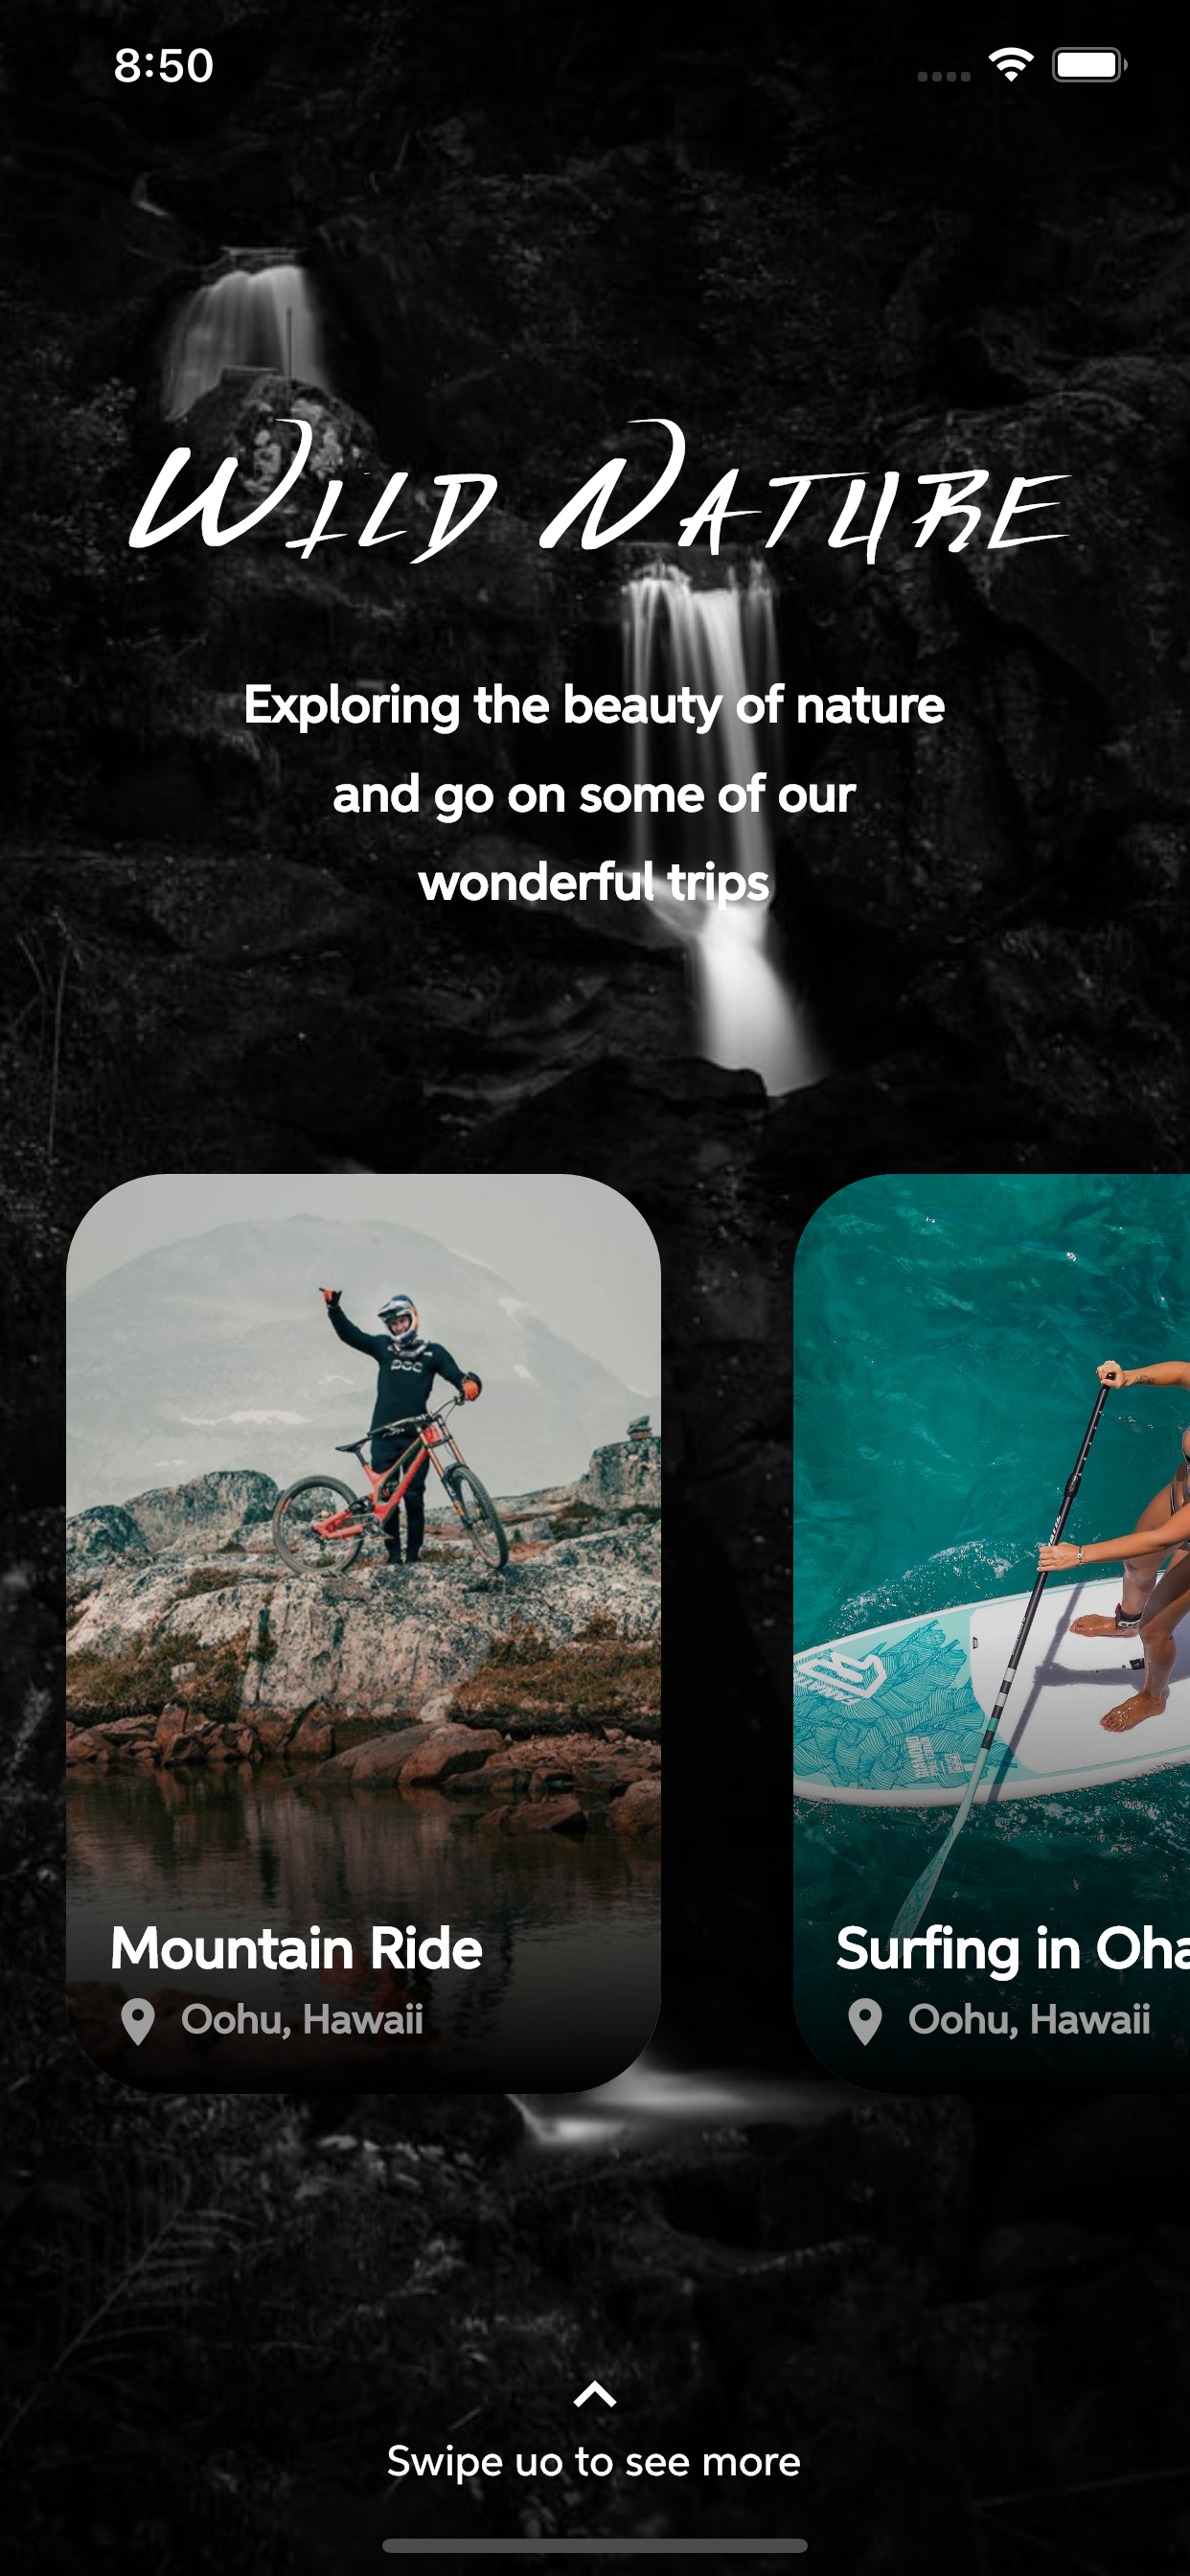 8:50
Wild Nature
Exploring the beauty of nature
and go on some of our
wonderful trips
POC
Mountain Ride
Oohu, Hawaii
Surfing in Oha
Oohu, Hawaii
Swipe uo to see more